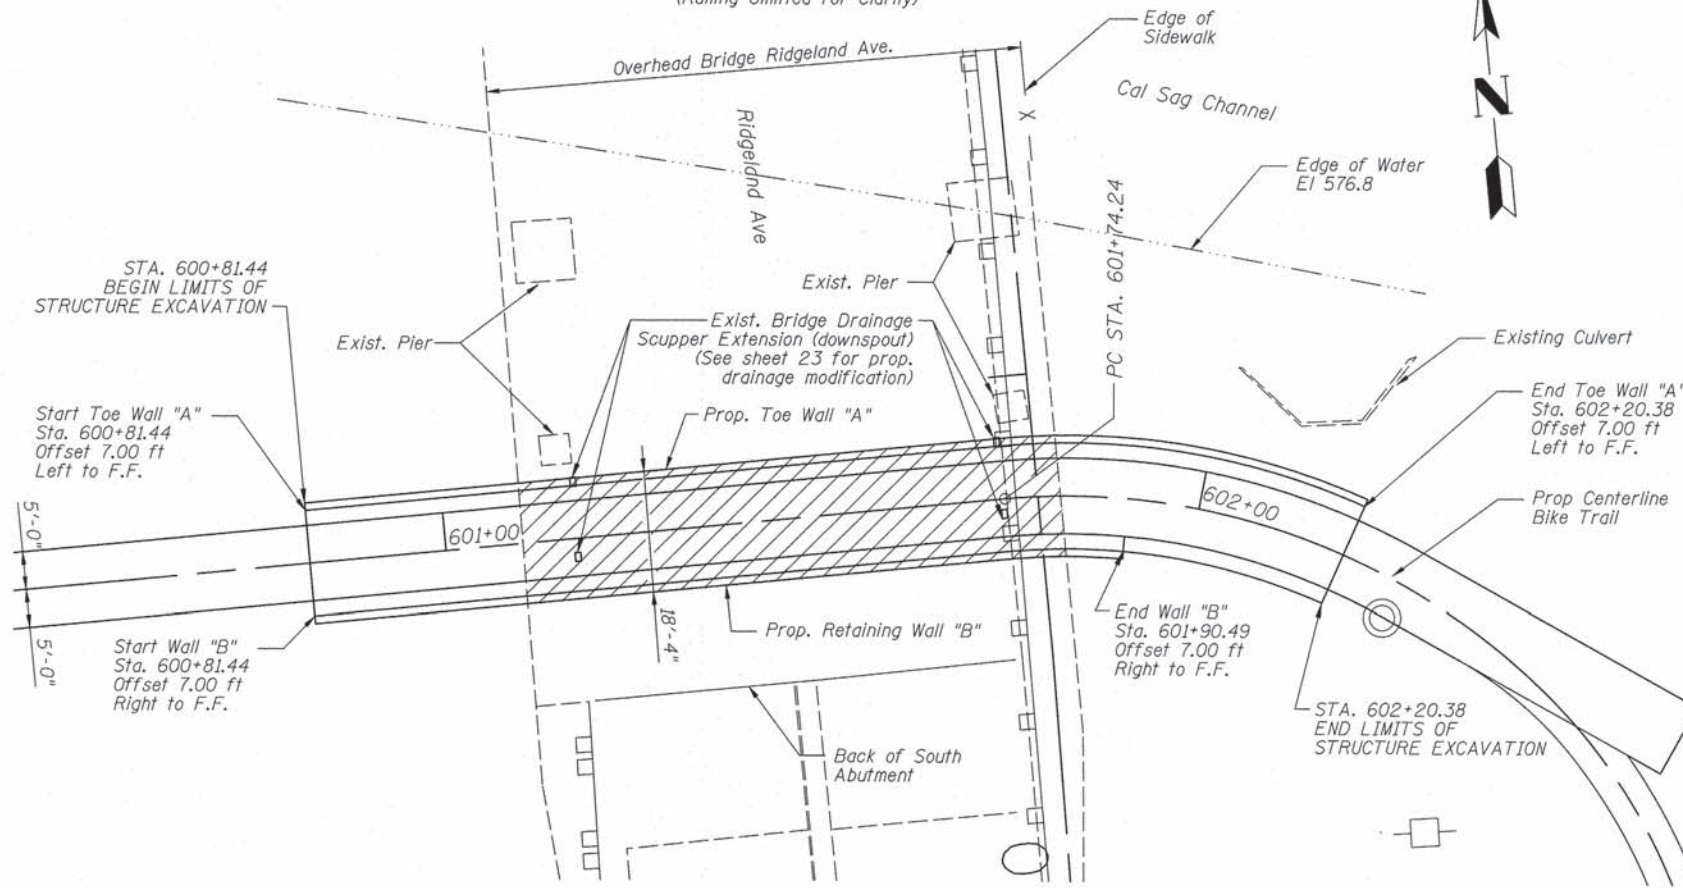 Edge of
Sidewalk
Overhead Bridge Ridgeland Ave.
Cal Sag Channel
X
N
Ridgeland Ave
Edge of Water
El 576.8
PC STA. 601+74.24
STA. 600+81.44
BEGIN LIMITS OF
STRUCTURE EXCAVATION
Exist. Pier
Exist. Pier
Exist. Bridge Drainage
Scupper Extension (downspout)
(See sheet 23 for prop.
drainage modification)
Existing Culvert
Start Toe Wall "A"
Sta. 600+81.44
Offset 7.00 ft
Left to F.F.
Prop. Toe Wall "A"
End Toe Wall "A"
Sta. 602+20.38
Offset 7.00 ft
Left to F.F.
Prop Centerline
Bike Trail
5'-0"
5'-0"
601+00
602+00
18'-4"
Start Wall "B"
Sta. 600+81.44
Offset 7.00 ft
Right to F.F.
Prop. Retaining Wall "B"
End Wall "B"
Sta. 601+90.49
Offset 7.00 ft
Right to F.F.
STA. 602+20.38
END LIMITS OF
STRUCTURE EXCAVATION
Back of South
Abutment